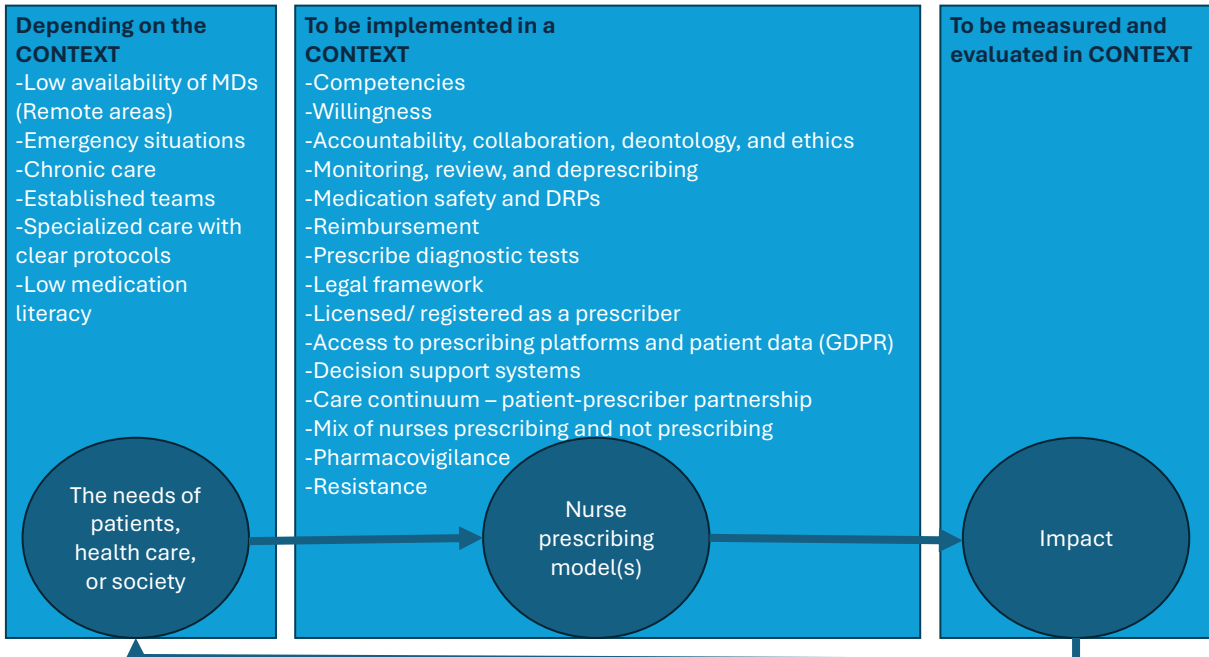 Depending on the
CONTEXT
-Low availability of MDs
(Remote areas)
-Emergency situations
-Chronic care
-Established teams
-Specialized care with
clear protocols
-Low medication
literacy
The needs of
patients,
health care,
or society
To be implemented in a
CONTEXT
-Competencies
-Willingness
-Accountability, collaboration, deontology, and ethics
-Monitoring, review, and deprescribing
-Medication safety and DRPs
-Reimbursement
-Prescribe diagnostic tests
-Legal framework
-Licensed/ registered as a prescriber
-Access to prescribing platforms and patient data (GDPR)
-Decision support systems
-Care continuum – patient-prescriber partnership
-Mix of nurses prescribing and not prescribing
-Pharmacovigilance
-Resistance
Nurse
prescribing
model(s)
To be measured and
evaluated in CONTEXT
Impact